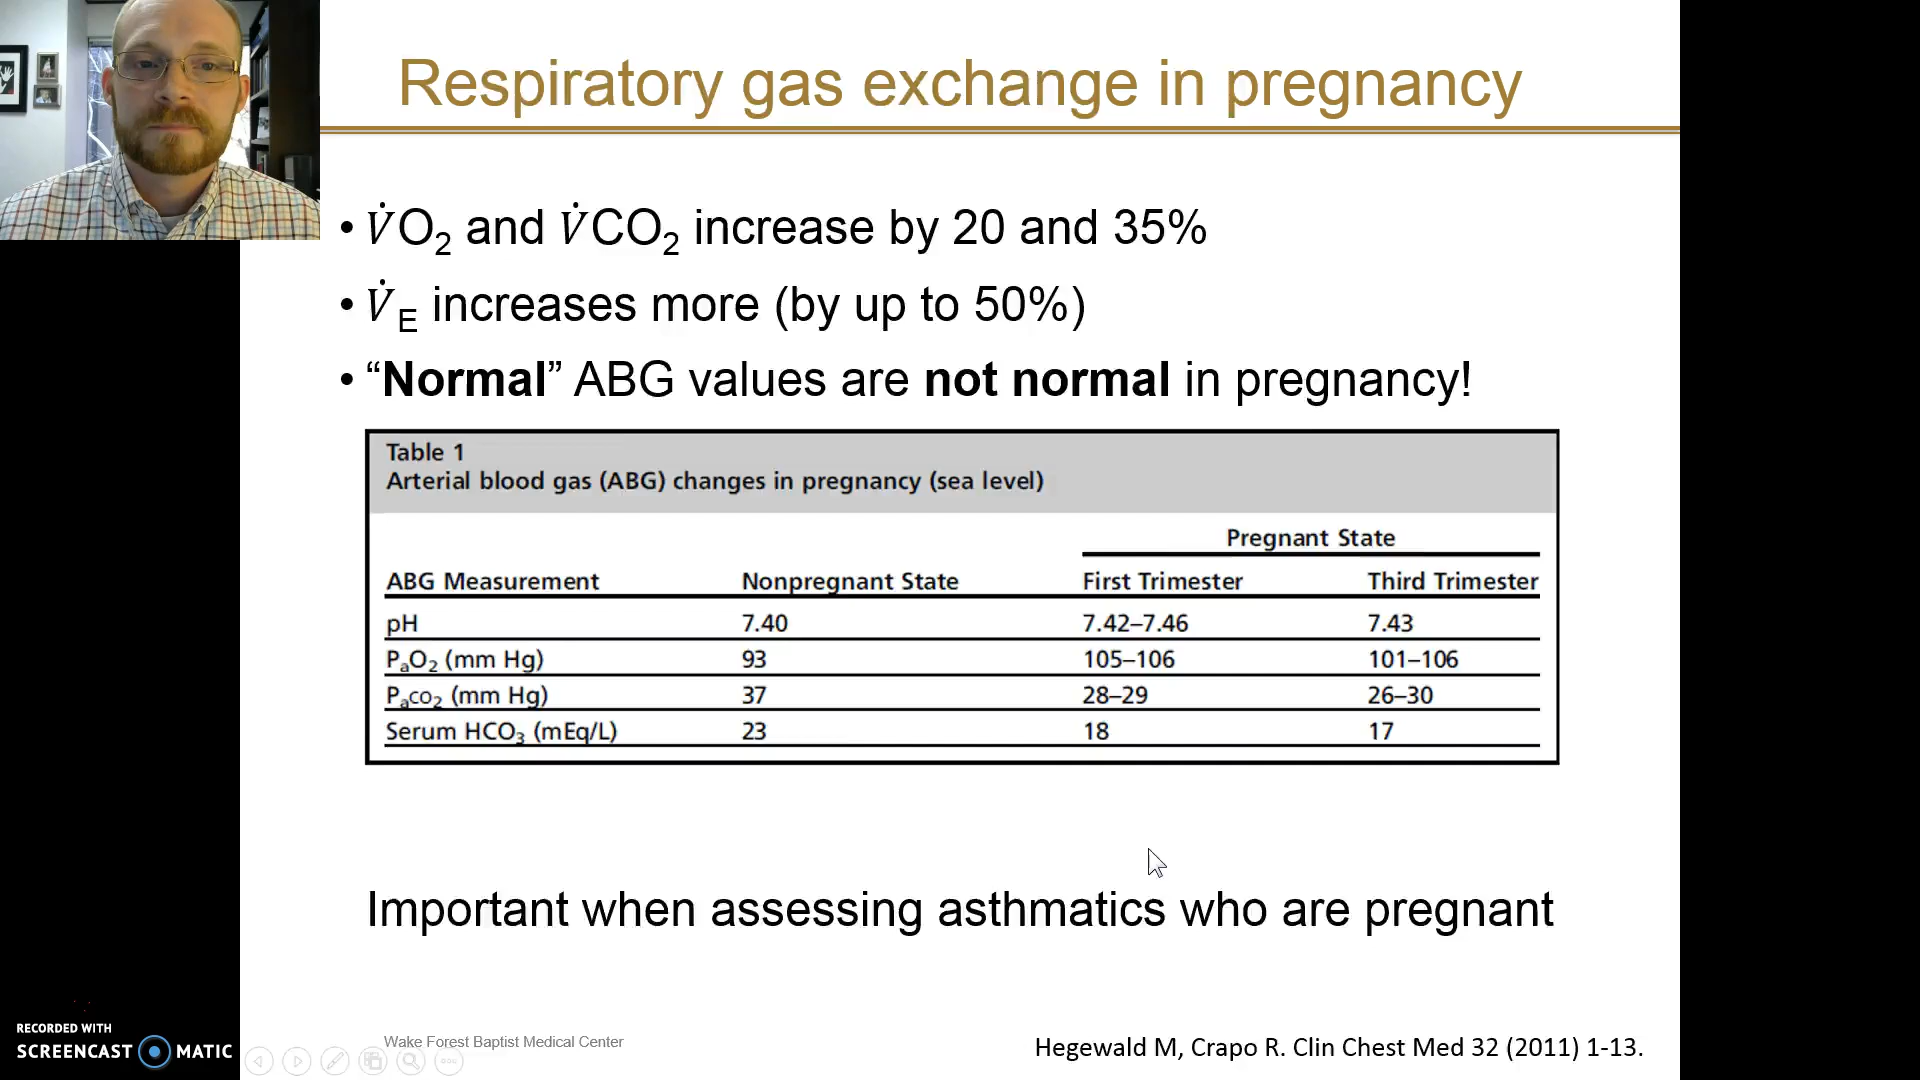 Respiratory gas exchange in pregnancy
• V̇O₂ and V̇CO₂ increase by 20 and 35%
• V̇E increases more (by up to 50%)
• “Normal” ABG values are not normal in pregnancy!
Table 1
Arterial blood gas (ABG) changes in pregnancy (sea level)
Pregnant State
ABG Measurement Nonpregnant State First Trimester Third Trimester
pH 7.40 7.42–7.46 7.43
PaO₂ (mm Hg) 93 105–106 101–106
Paco₂ (mm Hg) 37 28–29 26–30
Serum HCO₃ (mEq/L) 23 18 17
Important when assessing asthmatics who are pregnant
Wake Forest Baptist Medical Center
Hegewald M, Crapo R. Clin Chest Med 32 (2011) 1-13.
RECORDED WITH
SCREENCAST MATIC